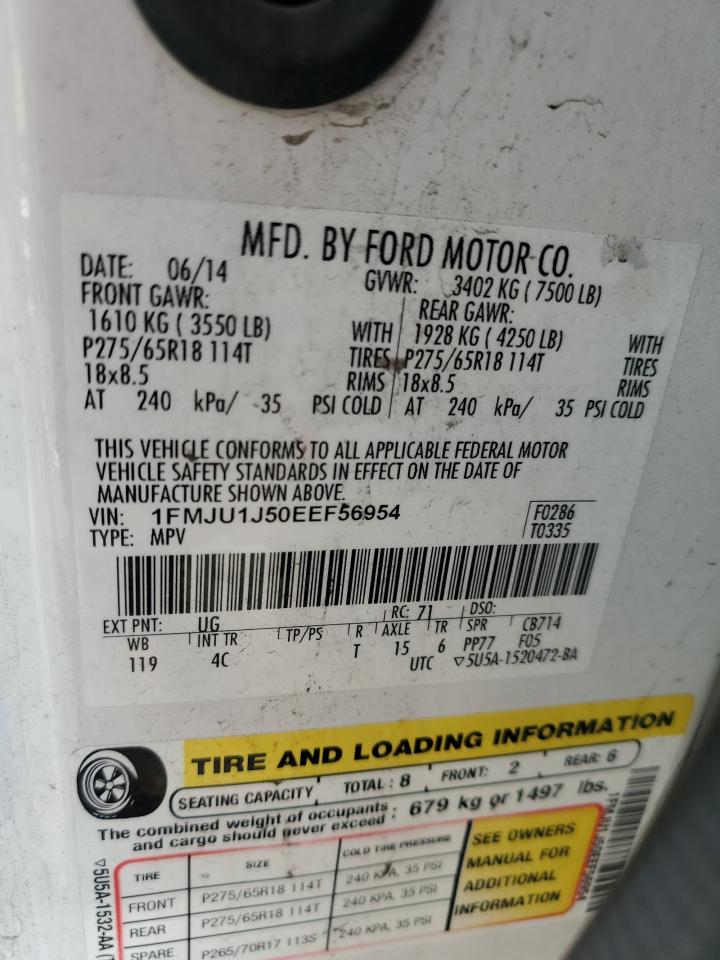 MFD. BY FORD MOTOR CO.
DATE: 06/14 GVWR: 3402 KG ( 7500 LB)
FRONT GAWR: REAR GAWR:
1610 KG ( 3550 LB) WITH 1928 KG ( 4250 LB) WITH
P275/65R18 114T TIRES P275/65R18 114T TIRES
18x8.5 RIMS 18x8.5 RIMS
AT 240 kPa/ 35 PSI COLD AT 240 kPa/ 35 PSI COLD
THIS VEHICLE CONFORMS TO ALL APPLICABLE FEDERAL MOTOR
VEHICLE SAFETY STANDARDS IN EFFECT ON THE DATE OF
MANUFACTURE SHOWN ABOVE.
VIN: 1FMJU1J50EEF56954 F0286
TYPE: MPV T0335
EXT PNT: UG RC: 71 DSO:
WB INT TR TP/PS R AXLE TR SPR CB714
119 4C T 15 6 PP77 F05
UTC ▽5U5A-1520472-BA
TIRE AND LOADING INFORMATION
SEATING CAPACITY TOTAL: 8 FRONT: 2 REAR: 6
The combined weight of occupants
and cargo should never exceed : 679 kg or 1497 lbs.
TIRE SIZE COLD TIRE PRESSURE
FRONT P275/65R18 114T 240 KPA, 35 PSI
REAR P275/65R18 114T 240 KPA, 35 PSI
SPARE P265/70R17 113S 240 KPA, 35 PSI
SEE OWNERS
MANUAL FOR
ADDITIONAL
INFORMATION
▽5U5A-1532-AA